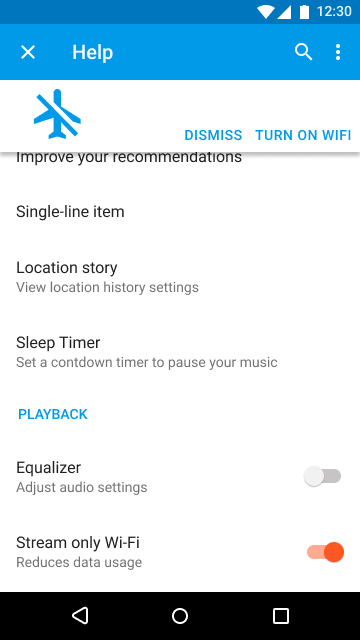 12:30
Help
DISMISS TURN ON WIFI
Improve your recommendations
Single-line item
Location story
View location history settings
Sleep Timer
Set a contdown timer to pause your music
PLAYBACK
Equalizer
Adjust audio settings
Stream only Wi-Fi
Reduces data usage